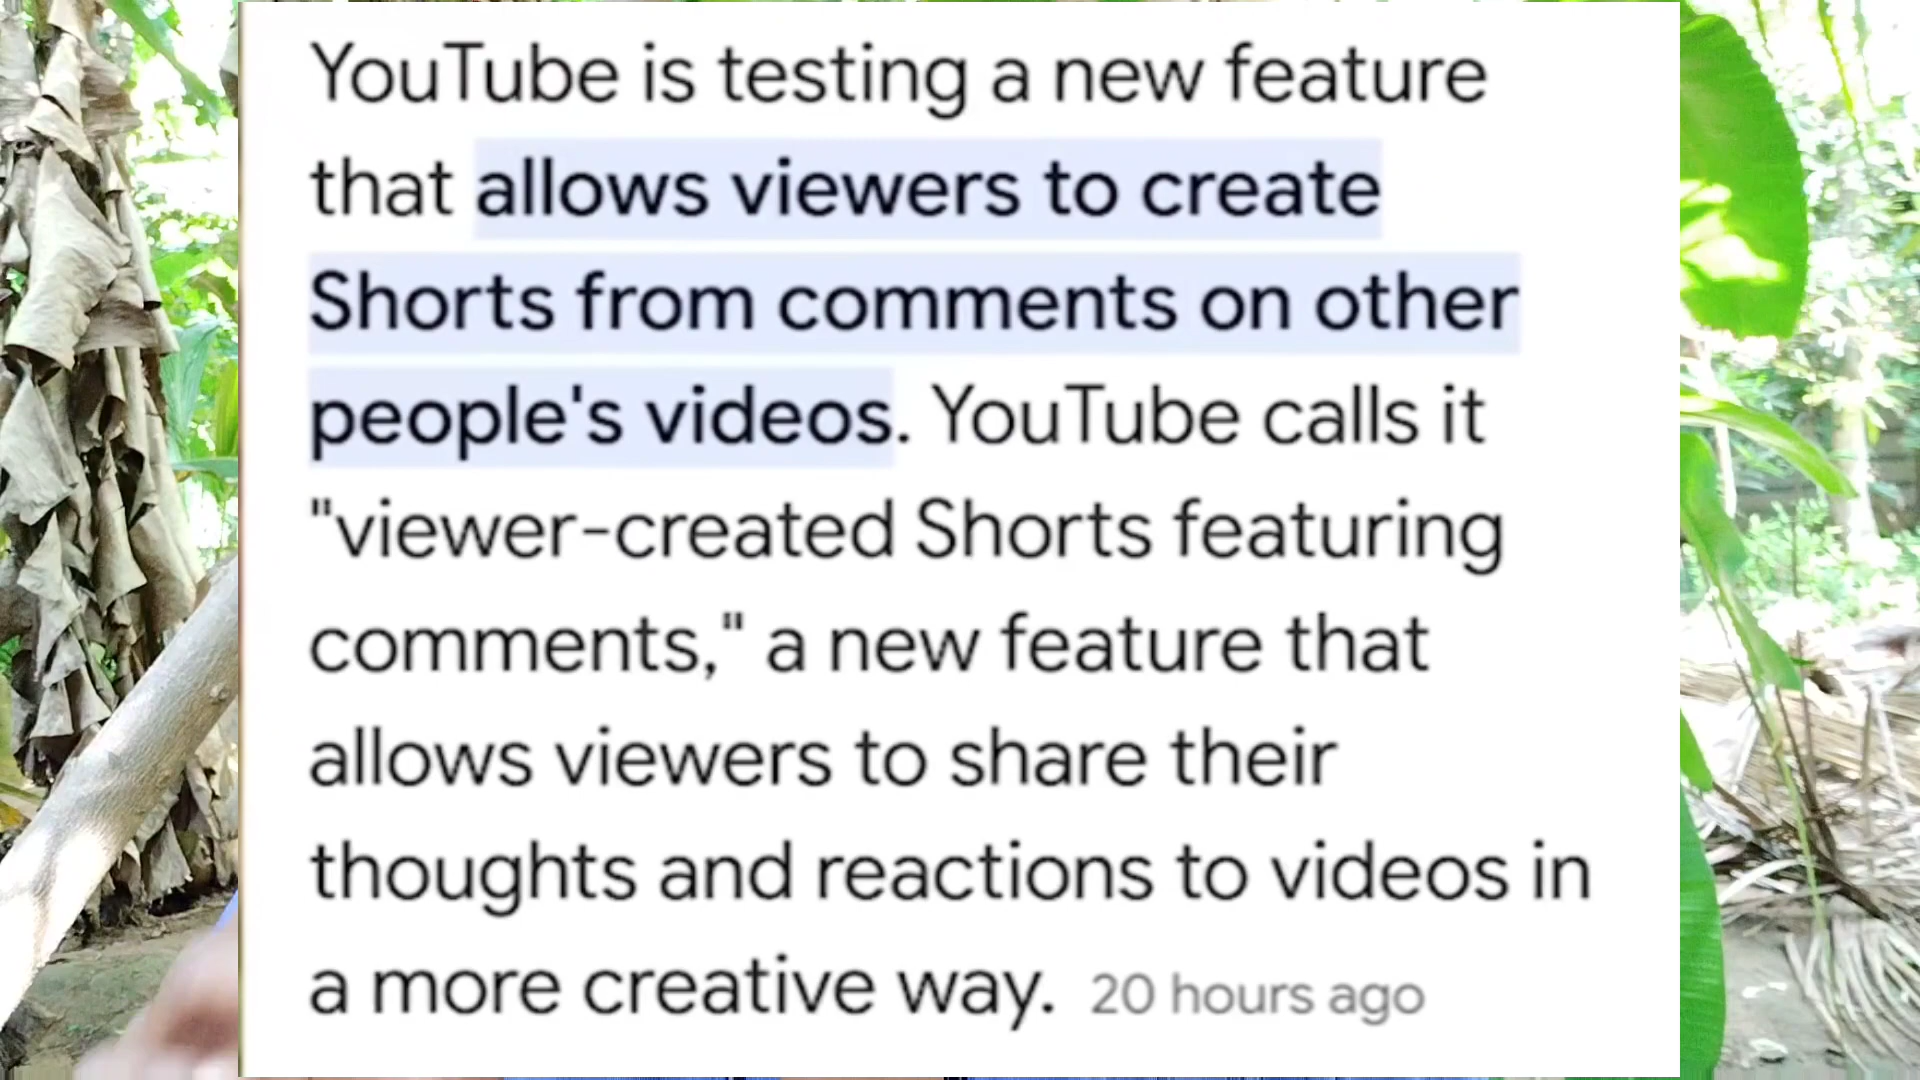 YouTube is testing a new feature
that allows viewers to create
Shorts from comments on other
people's videos. YouTube calls it
"viewer-created Shorts featuring
comments," a new feature that
allows viewers to share their
thoughts and reactions to videos in
a more creative way. 20 hours ago